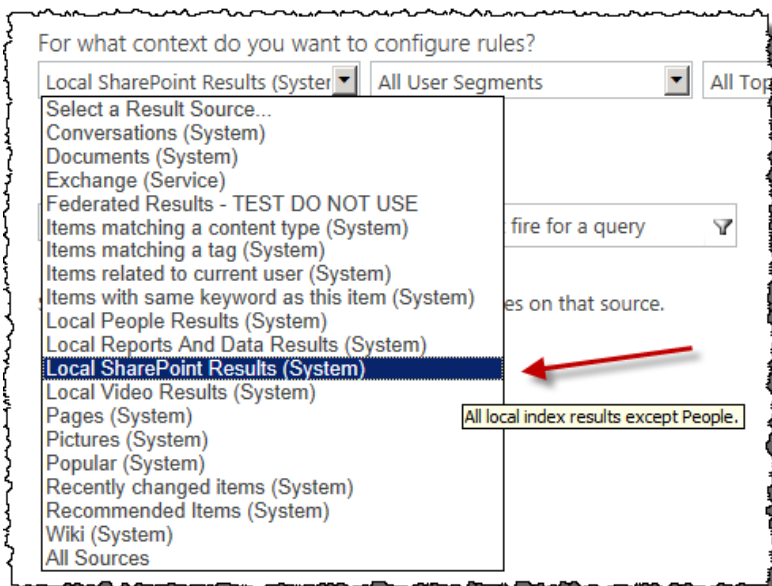 For what context do you want to configure rules?
Local SharePoint Results (System All User Segments All Top
Select a Result Source...
Conversations (System)
Documents (System)
Exchange (Service)
Federated Results - TEST DO NOT USE
Items matching a content type (System) fire for a query
Items matching a tag (System)
Items related to current user (System)
Items with same keyword as this item (System) es on that source.
Local People Results (System)
Local Reports And Data Results (System)
Local SharePoint Results (System)
Local Video Results (System)
All local index results except People.
Pages (System)
Pictures (System)
Popular (System)
Recently changed items (System)
Recommended Items (System)
Wiki (System)
All Sources